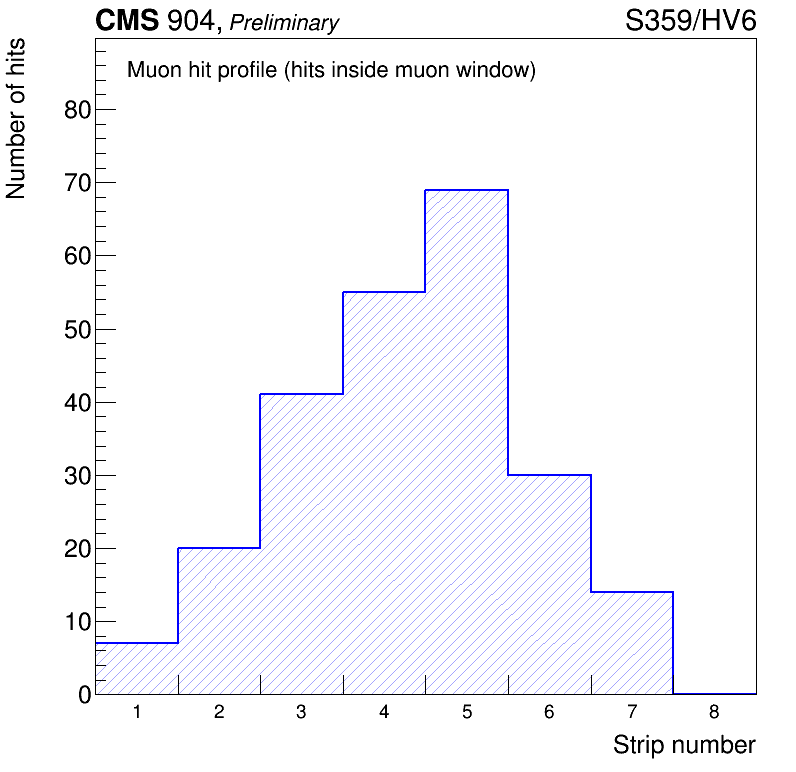 CMS 904, Preliminary S359/HV6
Number of hits
Muon hit profile (hits inside muon window)
80
70
60
50
40
30
20
10
0
1 2 3 4 5 6 7 8
Strip number